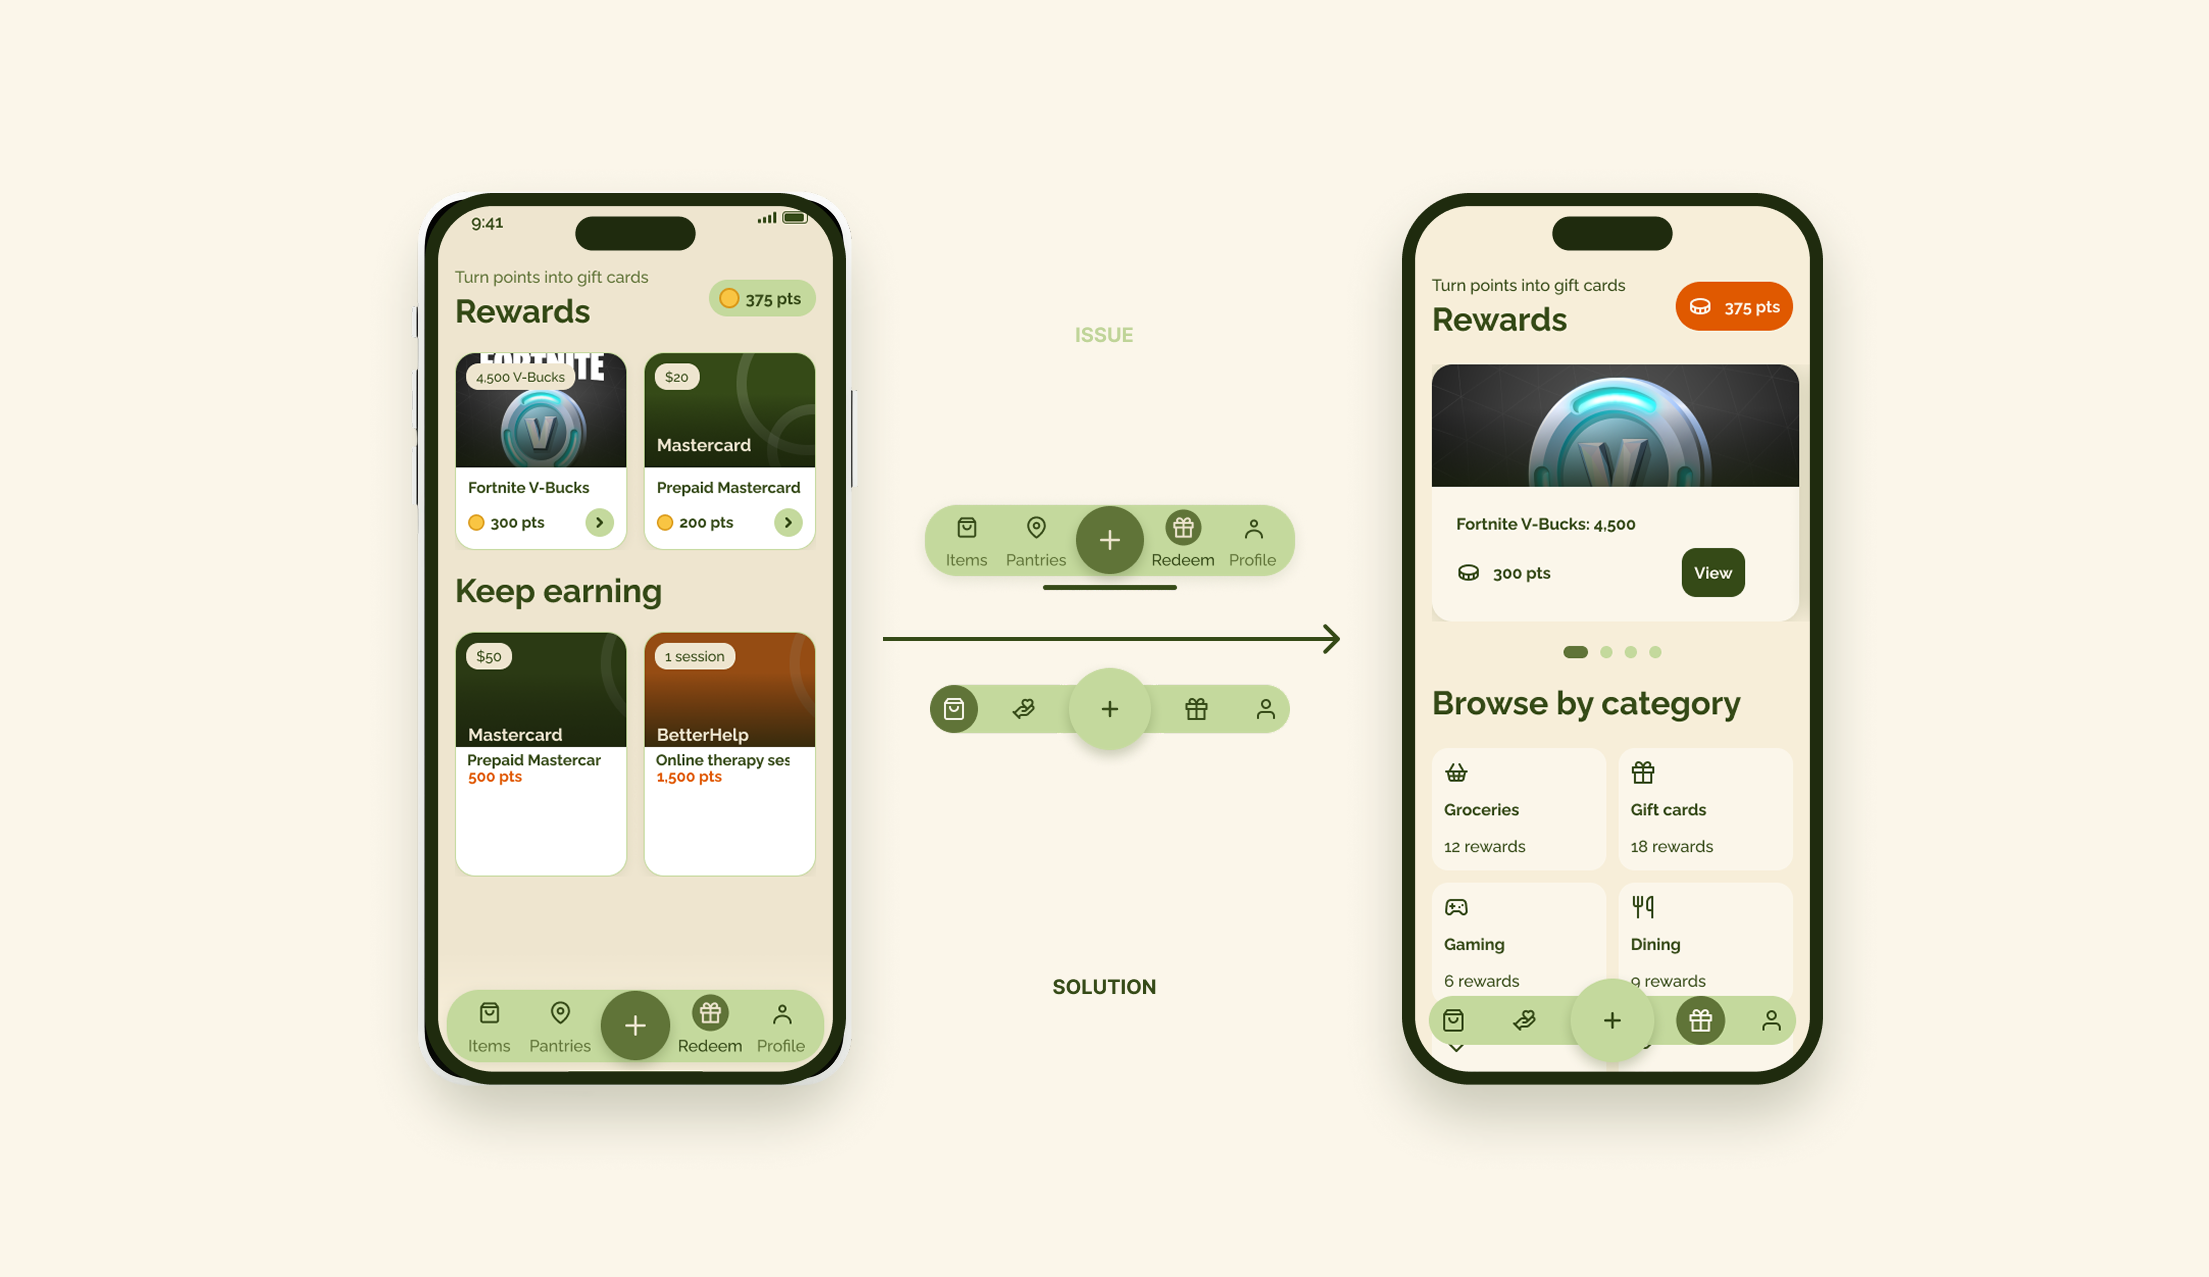 9:41
Turn points into gift cards
Rewards
375 pts
FORTNITE
4,500 V-Bucks
V
Fortnite V-Bucks
300 pts
$20
Mastercard
Prepaid Mastercard
200 pts
Keep earning
$50
Mastercard
Prepaid Mastercar
500 pts
1 session
BetterHelp
Online therapy ses
1,500 pts
Items
Pantries
Redeem
Profile
ISSUE
Items
Pantries
Redeem
Profile
SOLUTION
Turn points into gift cards
Rewards
375 pts
V
Fortnite V-Bucks: 4,500
300 pts
View
Browse by category
Groceries
12 rewards
Gift cards
18 rewards
Gaming
6 rewards
Dining
9 rewards